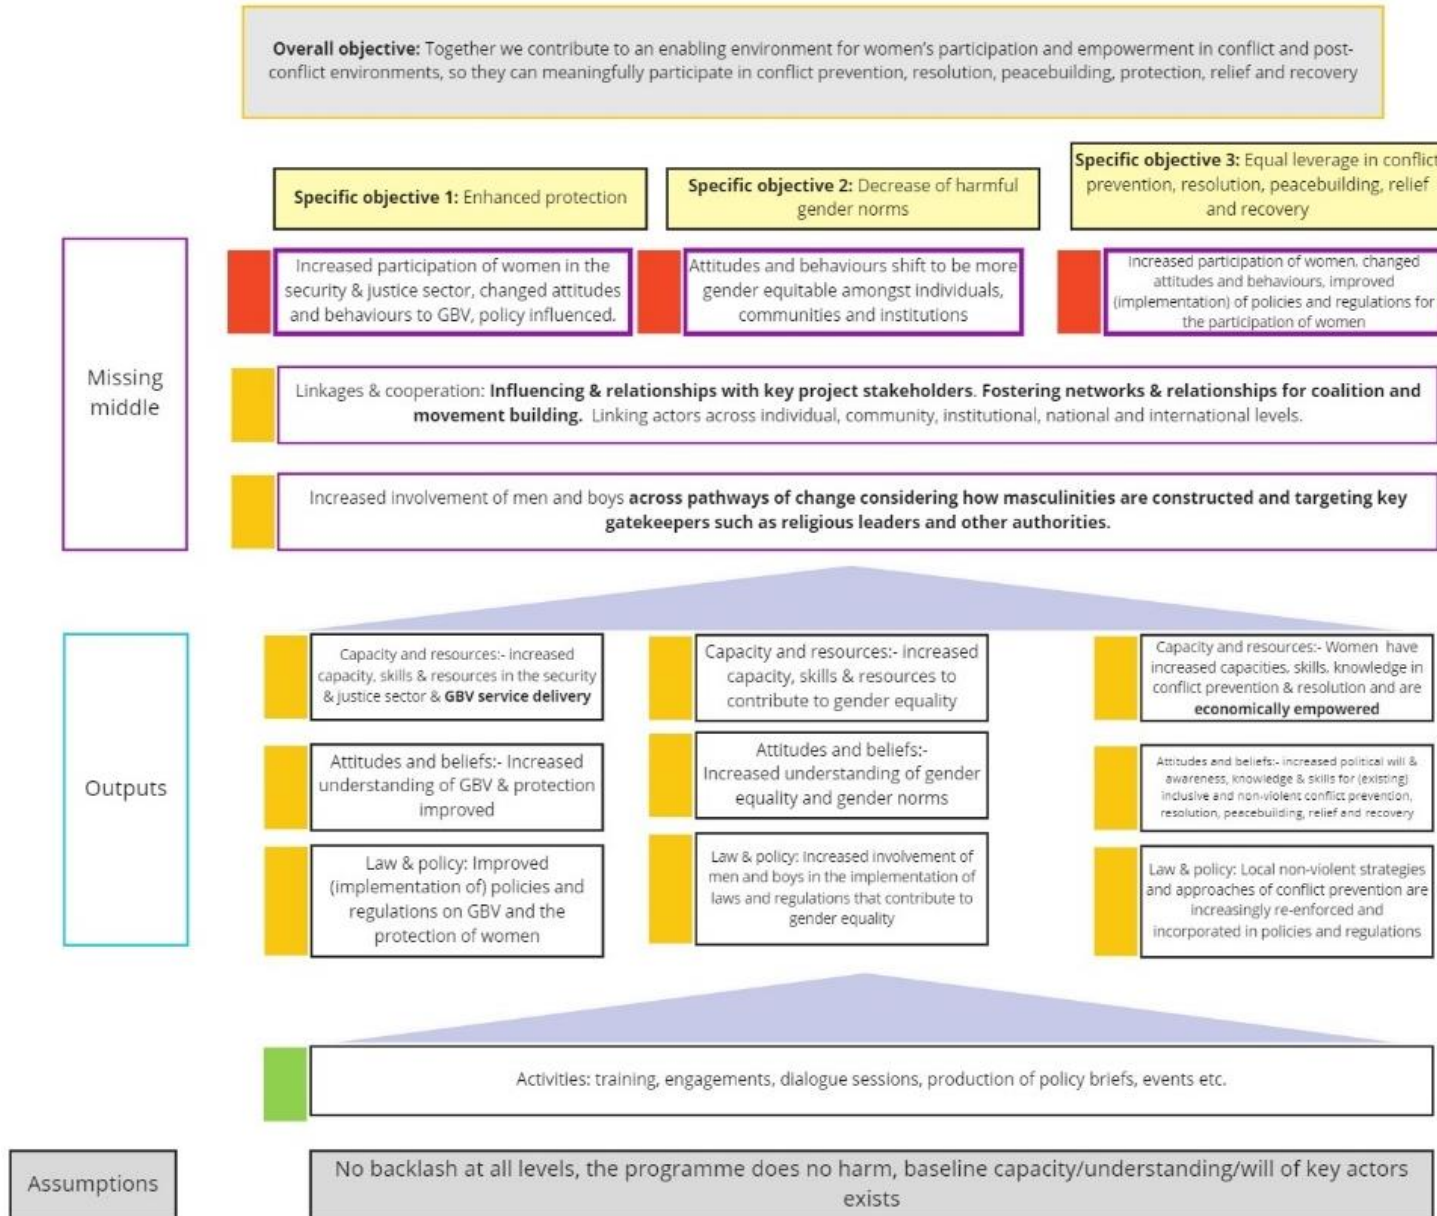 Overall objective: Together we contribute to an enabling environment for women's participation and empowerment in conflict and post-
conflict environments, so they can meaningfully participate in conflict prevention, resolution, peacebuilding, protection, relief and recovery
Specific objective 1: Enhanced protection
Specific objective 2: Decrease of harmful
gender norms
Specific objective 3: Equal leverage in conflict
prevention, resolution, peacebuilding, relief
and recovery
Missing
middle
Increased participation of women in the
security & justice sector, changed attitudes
and behaviours to GBV, policy influenced.
Attitudes and behaviours shift to be more
gender equitable amongst individuals,
communities and institutions
Increased participation of women, changed
attitudes and behaviours, improved
(implementation) of policies and regulations for
the participation of women
Linkages & cooperation: Influencing & relationships with key project stakeholders. Fostering networks & relationships for coalition and
movement building. Linking actors across individual, community, institutional, national and international levels.
Increased involvement of men and boys across pathways of change considering how masculinities are constructed and targeting key
gatekeepers such as religious leaders and other authorities.
Outputs
Capacity and resources:- increased
capacity, skills & resources in the security
& justice sector & GBV service delivery
Capacity and resources:- increased
capacity, skills & resources to
contribute to gender equality
Capacity and resources:- Women have
increased capacities, skills, knowledge in
conflict prevention & resolution and are
economically empowered
Attitudes and beliefs:- Increased
understanding of GBV & protection
improved
Attitudes and beliefs:-
Increased understanding of gender
equality and gender norms
Attitudes and beliefs:- increased political will &
awareness, knowledge & skills for (existing)
inclusive and non-violent conflict prevention,
resolution, peacebuilding, relief and recovery
Law & policy: Improved
(implementation of) policies and
regulations on GBV and the
protection of women
Law & policy: Increased involvement of
men and boys in the implementation of
laws and regulations that contribute to
gender equality
Law & policy: Local non-violent strategies
and approaches of conflict prevention are
increasingly re-enforced and
incorporated in policies and regulations
Activities: training, engagements, dialogue sessions, production of policy briefs, events etc.
Assumptions
No backlash at all levels, the programme does no harm, baseline capacity/understanding/will of key actors
exists